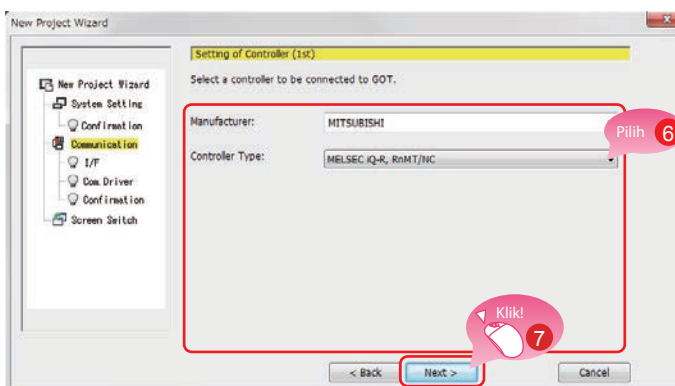 New Project Wizard
Setting of Controller (1st)
Select a controller to be connected to GOT.
New Project Wizard
System Setting
Confirmation
Communication
I/F
Com. Driver
Confirmation
Screen Switch
Manufacturer:
MITSUBISHI
Controller Type:
MELSEC iQ-R, RnMT/NC
Pilih 6
Klik!
7
< Back
Next >
Cancel